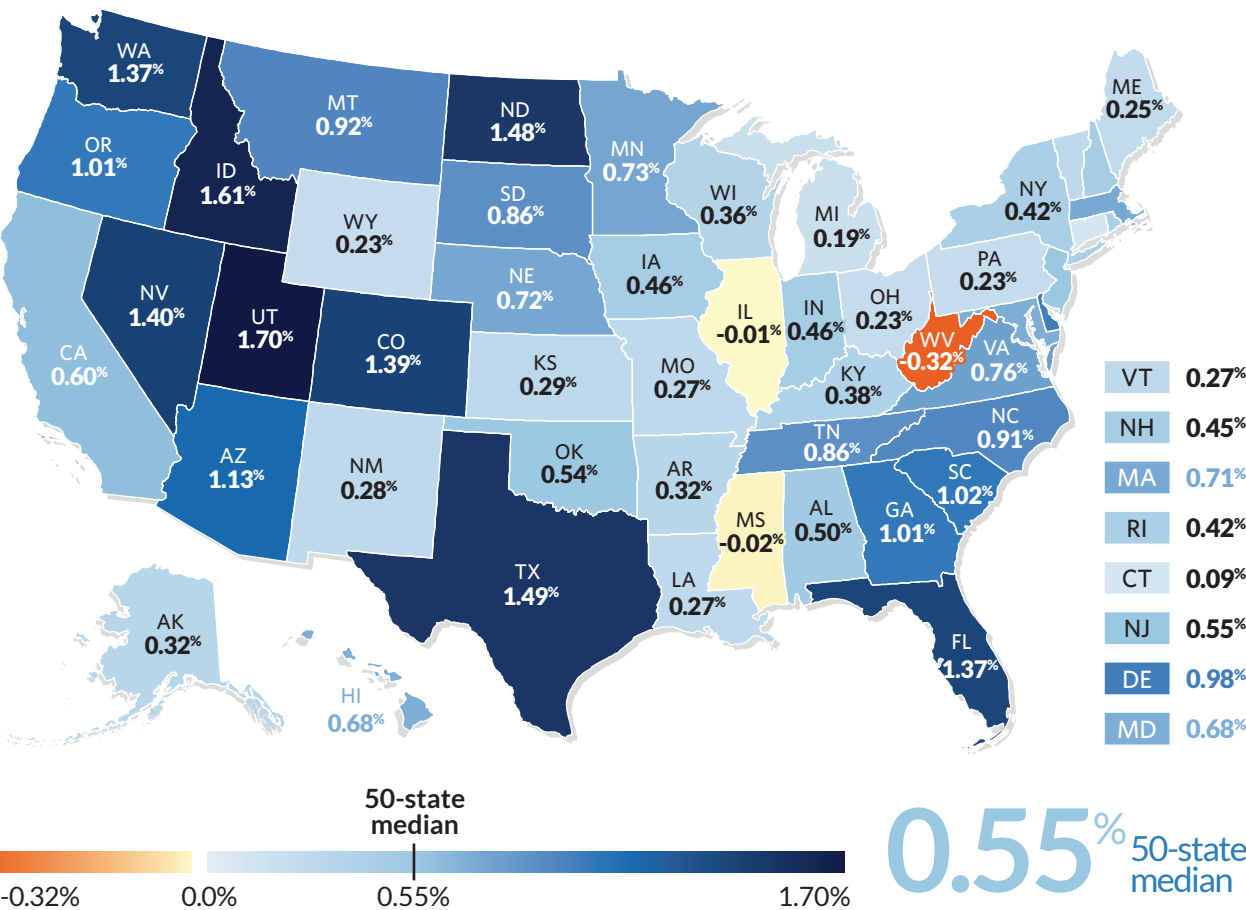 WA
1.37%
MT
0.92%
ND
1.48%
MN
0.73%
ME
0.25%
OR
1.01%
ID
1.61%
WY
0.23%
SD
0.86%
WI
0.36%
MI
0.19%
NY
0.42%
NV
1.40%
UT
1.70%
CO
1.39%
NE
0.72%
IA
0.46%
IL
-0.01%
IN
0.46%
OH
0.23%
PA
0.23%
CA
0.60%
KS
0.29%
MO
0.27%
KY
0.38%
WV
-0.32%
VA
0.76%
AZ
1.13%
NM
0.28%
OK
0.54%
AR
0.32%
TN
0.86%
NC
0.91%
SC
1.02%
TX
1.49%
LA
0.27%
MS
-0.02%
AL
0.50%
GA
1.01%
FL
1.37%
AK
0.32%
HI
0.68%
VT 0.27%
NH 0.45%
MA 0.71%
RI 0.42%
CT 0.09%
NJ 0.55%
DE 0.98%
MD 0.68%
50-state
median
-0.32% 0.0% 0.55% 1.70%
0.55% 50-state
median